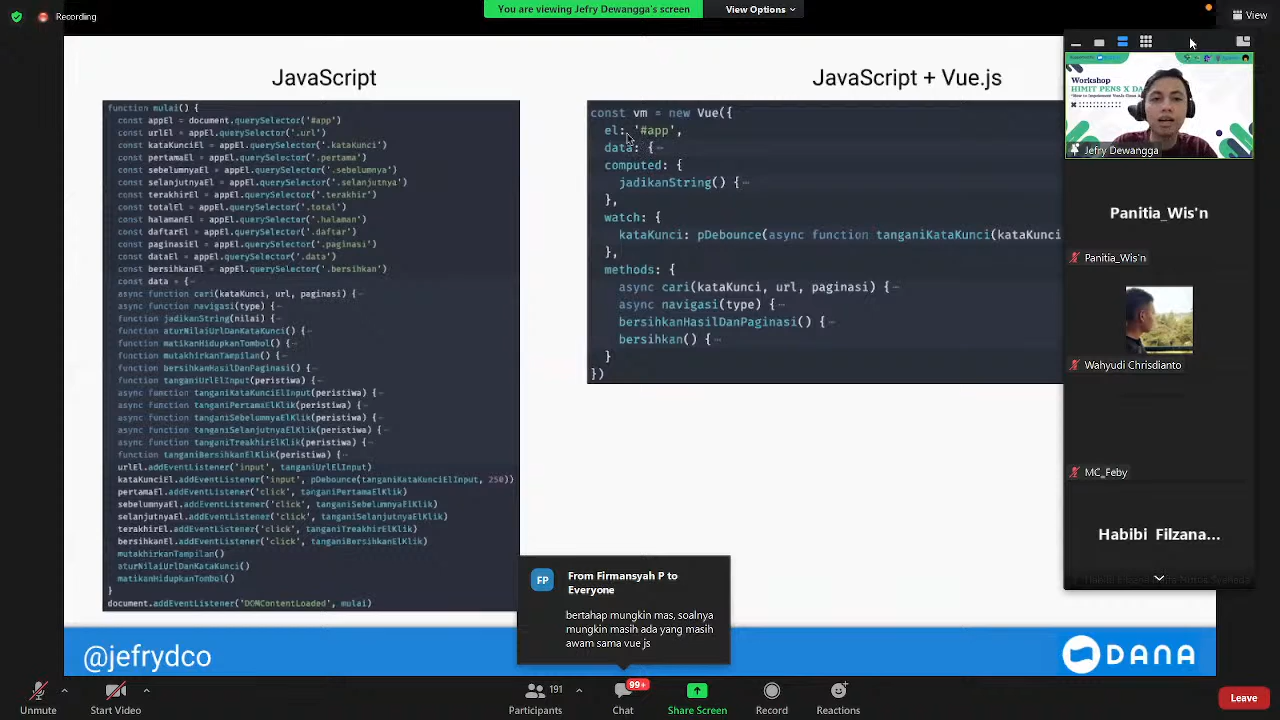 Recording
You are viewing Jefry Dewangga's screen
View Options
View
JavaScript
function mulai() {
const appEl = document.querySelector('#app')
const urlEl = appEl.querySelector('.url')
const kataKunciEl = appEl.querySelector('.kataKunci')
const pertamaEl = appEl.querySelector('.pertama')
const sebelumnyaEl = appEl.querySelector('.sebelumnya')
const selanjutnyaEl = appEl.querySelector('.selanjutnya')
const terakhirEl = appEl.querySelector('.terakhir')
const totalEl = appEl.querySelector('.total')
const halamanEl = appEl.querySelector('.halaman')
const daftarEl = appEl.querySelector('.daftar')
const paginasiEl = appEl.querySelector('.paginasi')
const dataEl = appEl.querySelector('.data')
const bersihkanEl = appEl.querySelector('.bersihkan')
const data = {
async function cari(kataKunci, url, paginasi) {
async function navigasi(type) {
function jadikanString(nilai) {
function aturNilaiUrlDanKataKunci() {
function matikanHidupkanTombol() {
function mutakhirkanTampilan() {
function bersihkanHasilDanPaginasi() {
function tanganiUrlElInput(peristiwa) {
async function tanganiKataKunciElInput(peristiwa) {
async function tanganiPertamaElKlik(peristiwa) {
async function tanganiSebelumnyaElKlik(peristiwa) {
async function tanganiSelanjutnyaElKlik(peristiwa) {
async function tanganiTreakhirElKlik(peristiwa) {
function tanganiBersihkanElKlik(peristiwa) {
urlEl.addEventListener('input', tanganiUrlElInput)
kataKunciEl.addEventListener('input', pDebounce(tanganiKataKunciElInput, 250))
pertamaEl.addEventListener('click', tanganiPertamaElKlik)
sebelumnyaEl.addEventListener('click', tanganiSebelumnyaElKlik)
selanjutnyaEl.addEventListener('click', tanganiSelanjutnyaElKlik)
terakhirEl.addEventListener('click', tanganiTreakhirElKlik)
bersihkanEl.addEventListener('click', tanganiBersihkanElKlik)
mutakhirkanTampilan()
aturNilaiUrlDanKataKunci()
matikanHidupkanTombol()
}
document.addEventListener('DOMContentLoaded', mulai)
JavaScript + Vue.js
const vm = new Vue({
el: '#app',
data: {
computed: {
jadikanString() {
},
watch: {
kataKunci: pDebounce(async function tanganiKataKunci(kataKunci
},
methods: {
async cari(kataKunci, url, paginasi) {
async navigasi(type) {
bersihkanHasilDanPaginasi() {
bersihkan() {
}
})
Workshop
HIMIT PENS X DA
Jefry Dewangga
Panitia_Wis'n
Panitia_Wis'n
Wahyudi Chrisdianto
MC_Feby
Habibi Filzana...
FP
From Firmansyah P to
Everyone
bertahap mungkin mas, soalnya
mungkin masih ada yang masih
awam sama vue js
@jefrydco
DANA
Unmute
Start Video
191
Participants
99+
Chat
Share Screen
Record
Reactions
Leave